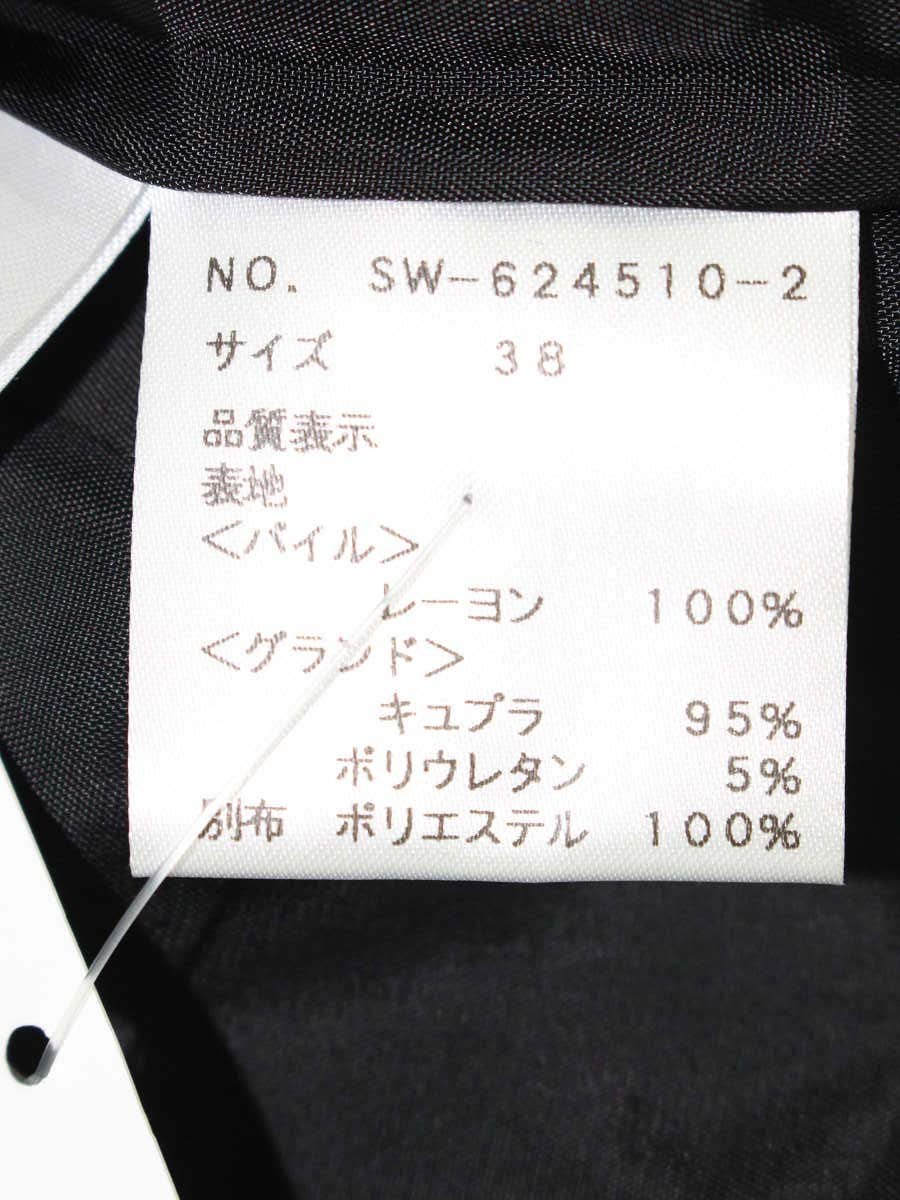 NO. SW-624510-2
サイズ 38
品質表示
表地
<パイル>
レーヨン 100%
<グランド>
キュプラ 95%
ポリウレタン 5%
別布 ポリエステル 100%